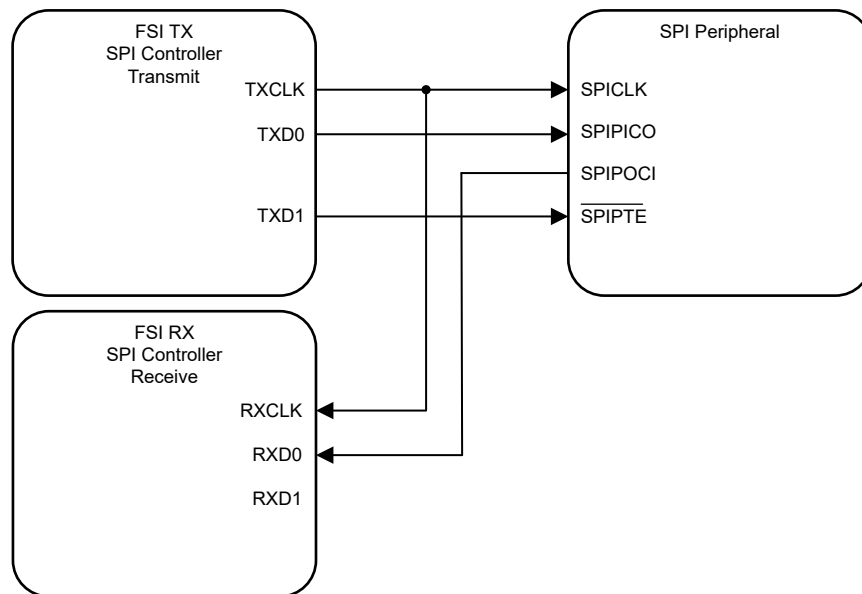 FSI TX
SPI Controller
Transmit
TXCLK
TXD0
TXD1
SPI Peripheral
SPICLK
SPIPICO
SPIPOCI
SPIPTE
FSI RX
SPI Controller
Receive
RXCLK
RXD0
RXD1